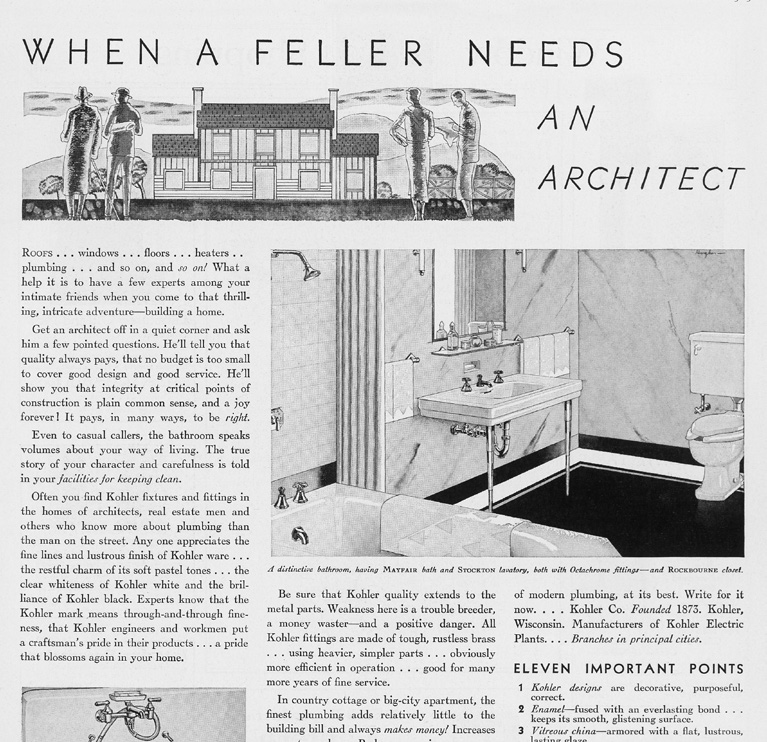 WHEN A FELLER NEEDS
AN
ARCHITECT
ROOFS . . . windows . . . floors . . . heaters . .
plumbing . . . and so on, and so on! What a
help it is to have a few experts among your
intimate friends when you come to that thrill-
ing, intricate adventure—building a home.
Get an architect off in a quiet corner and ask
him a few pointed questions. He'll tell you that
quality always pays, that no budget is too small
to cover good design and good service. He'll
show you that integrity at critical points of
construction is plain common sense, and a joy
forever! It pays, in many ways, to be right.
Even to casual callers, the bathroom speaks
volumes about your way of living. The true
story of your character and carefulness is told
in your facilities for keeping clean.
Often you find Kohler fixtures and fittings in
the homes of architects, real estate men and
others who know more about plumbing than
the man on the street. Any one appreciates the
fine lines and lustrous finish of Kohler ware . . .
the restful charm of its soft pastel tones . . . the
clear whiteness of Kohler white and the bril-
liance of Kohler black. Experts know that the
Kohler mark means through-and-through fine-
ness, that Kohler engineers and workmen put
a craftsman's pride in their products . . . a pride
that blossoms again in your home.
A distinctive bathroom, having MAYFAIR bath and STOCKTON lavatory, both with Octachrome fittings—and ROCKBOURNE closet.
Be sure that Kohler quality extends to the
metal parts. Weakness here is a trouble breeder,
a money waster—and a positive danger. All
Kohler fittings are made of tough, rustless brass
. . . using heavier, simpler parts . . . obviously
more efficient in operation . . . good for many
more years of fine service.
In country cottage or big-city apartment, the
finest plumbing adds relatively little to the
building bill and always makes money! Increases
of modern plumbing, at its best. Write for it
now. . . . Kohler Co. Founded 1873. Kohler,
Wisconsin. Manufacturers of Kohler Electric
Plants. . . . Branches in principal cities.
ELEVEN IMPORTANT POINTS
1 Kohler designs are decorative, purposeful,
correct.
2 Enamel—fused with an everlasting bond . . .
keeps its smooth, glistening surface.
3 Vitreous china—armored with a flat, lustrous,
lasting glaze